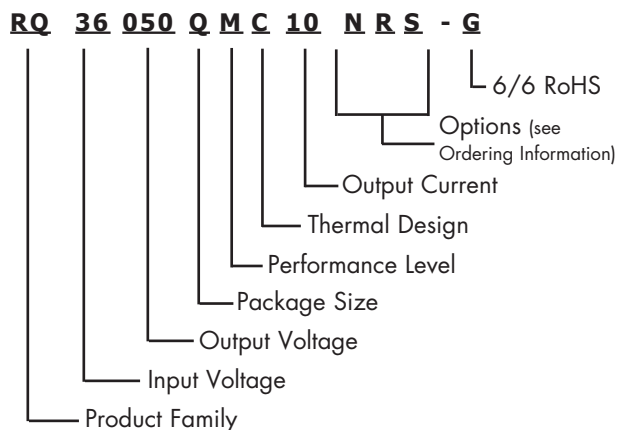 RQ 36 050 Q M C 10 N R S - G
6/6 RoHS
Options (see
Ordering Information)
Output Current
Thermal Design
Performance Level
Package Size
Output Voltage
Input Voltage
Product Family